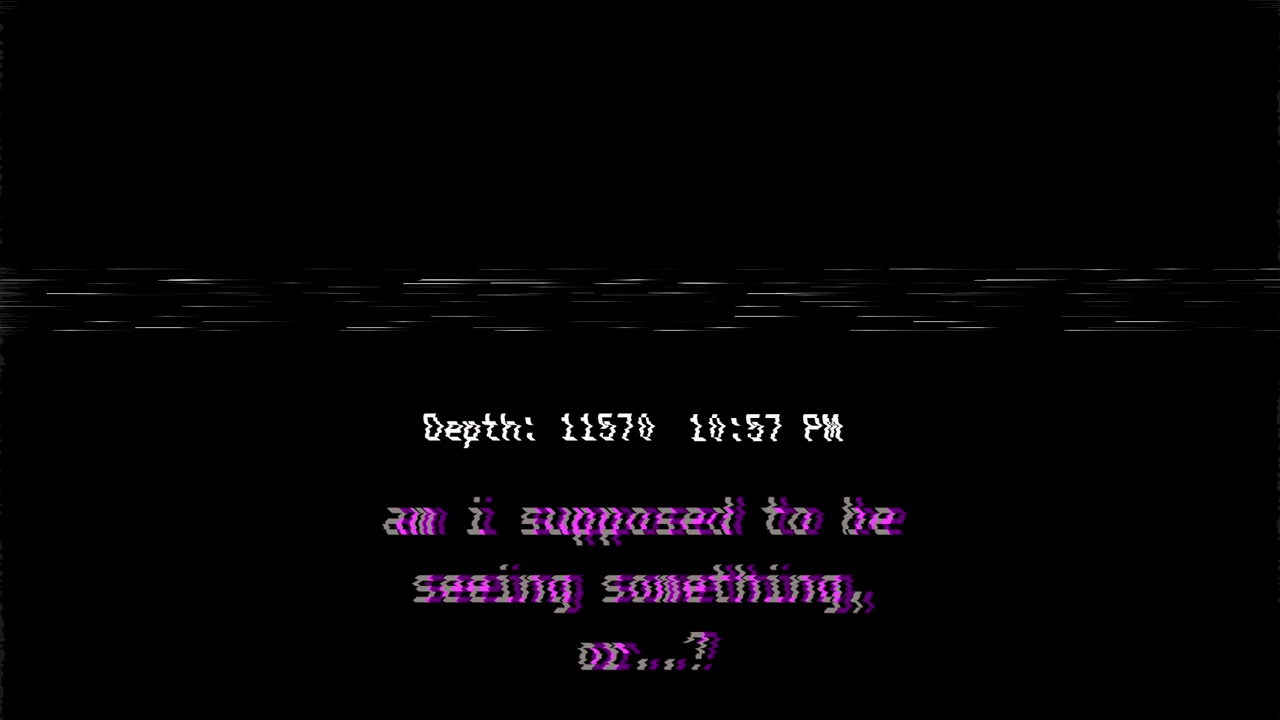 Depth: 11570 10:57 PM
am i supposed to be
seeing something,
or...?